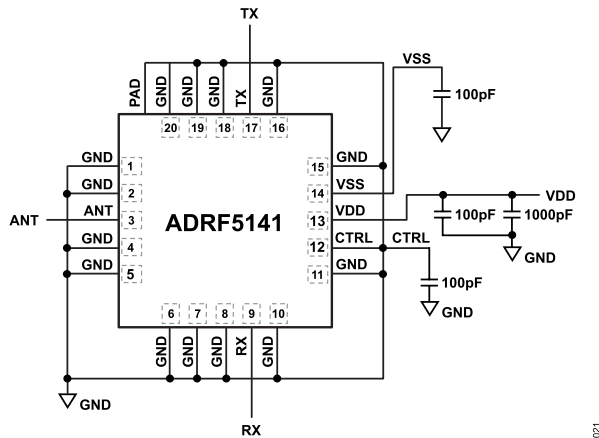 TX
VSS
100pF
PAD
GND
GND
GND
TX
GND
20
19
18
17
16
GND
1
15
GND
GND
2
14
VSS
VDD
ANT
ANT
3
ADRF5141
13
VDD
100pF
1000pF
GND
4
12
CTRL
CTRL
GND
GND
5
11
GND
100pF
GND
6
7
8
9
10
GND
GND
GND
RX
GND
GND
RX
021